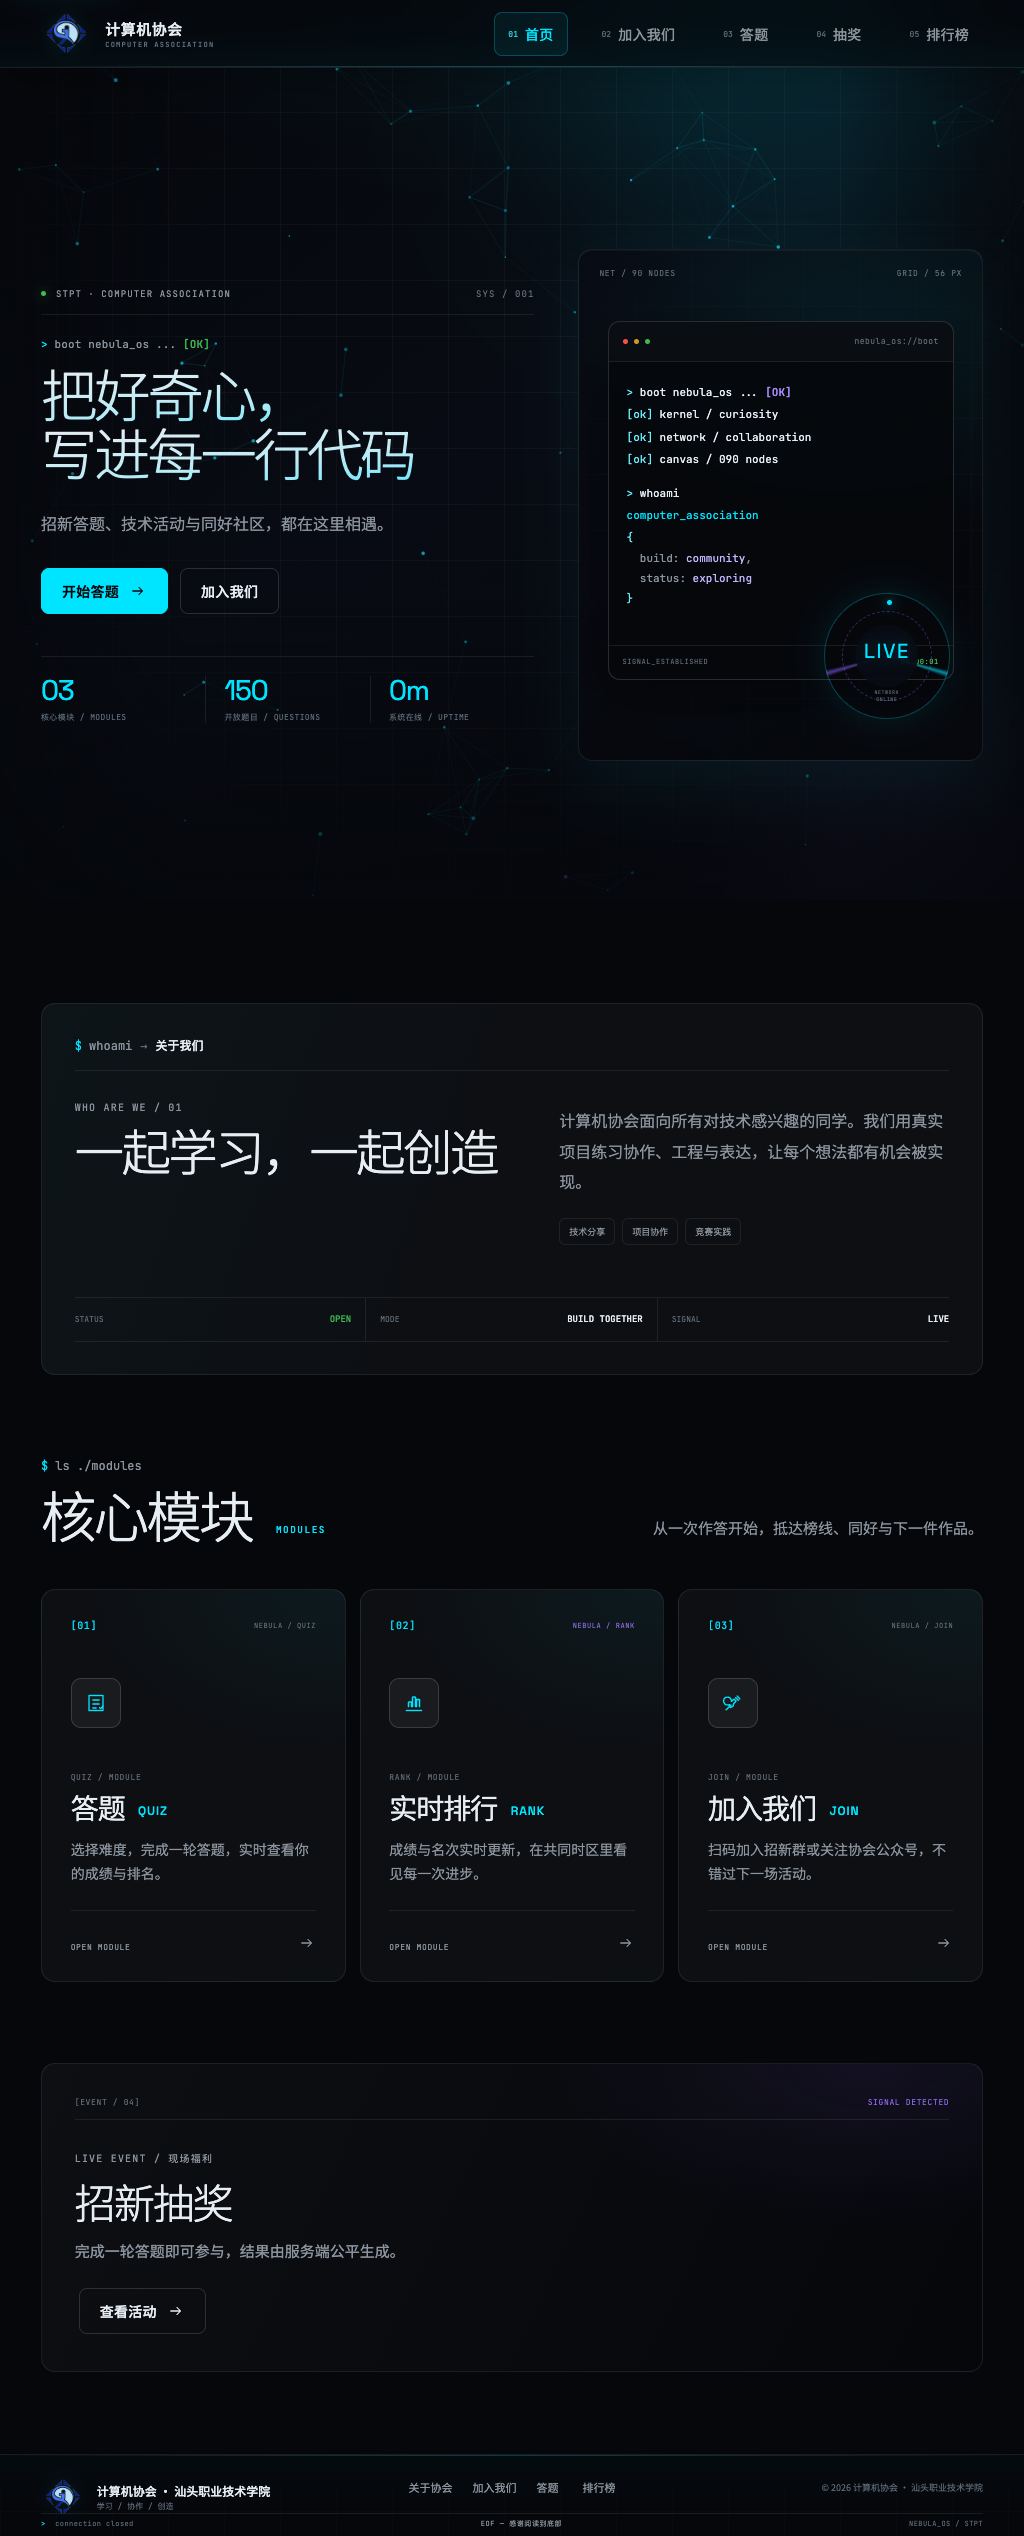 计算机协会
COMPUTER ASSOCIATION
01 首页
02 加入我们
03 答题
04 抽奖
05 排行榜
STPT · COMPUTER ASSOCIATION
SYS / 001
> boot nebula_os ... [OK]
把好奇心，
写进每一行代码
招新答题、技术活动与同好社区，都在这里相遇。
开始答题 →
加入我们
03
核心模块 / MODULES
150
开放题目 / QUESTIONS
0m
系统在线 / UPTIME
NET / 90 NODES
GRID / 56 PX
nebula_os://boot
> boot nebula_os ... [OK]
[ok] kernel / curiosity
[ok] network / collaboration
[ok] canvas / 090 nodes
> whoami
computer_association
{
build: community,
status: exploring
}
SIGNAL_ESTABLISHED
0:01
LIVE
NETWORK
ONLINE
$ whoami → 关于我们
WHO ARE WE / 01
一起学习，一起创造
计算机协会面向所有对技术感兴趣的同学。我们用真实
项目练习协作、工程与表达，让每个想法都有机会被实
现。
技术分享
项目协作
竞赛实践
STATUS
OPEN
MODE
BUILD TOGETHER
SIGNAL
LIVE
$ ls ./modules
核心模块 MODULES
从一次作答开始，抵达榜线、同好与下一件作品。
[01]
NEBULA / QUIZ
QUIZ / MODULE
答题 QUIZ
选择难度，完成一轮答题，实时查看你
的成绩与排名。
OPEN MODULE →
[02]
NEBULA / RANK
RANK / MODULE
实时排行 RANK
成绩与名次实时更新，在共同时区里看
见每一次进步。
OPEN MODULE →
[03]
NEBULA / JOIN
JOIN / MODULE
加入我们 JOIN
扫码加入招新群或关注协会公众号，不
错过下一场活动。
OPEN MODULE →
[EVENT / 04]
SIGNAL DETECTED
LIVE EVENT / 现场福利
招新抽奖
完成一轮答题即可参与，结果由服务端公平生成。
查看活动 →
计算机协会 · 汕头职业技术学院
学习 / 协作 / 创造
关于协会
加入我们
答题
排行榜
© 2026 计算机协会 · 汕头职业技术学院
> connection closed
EOF — 感谢阅读到底部
NEBULA_OS / STPT